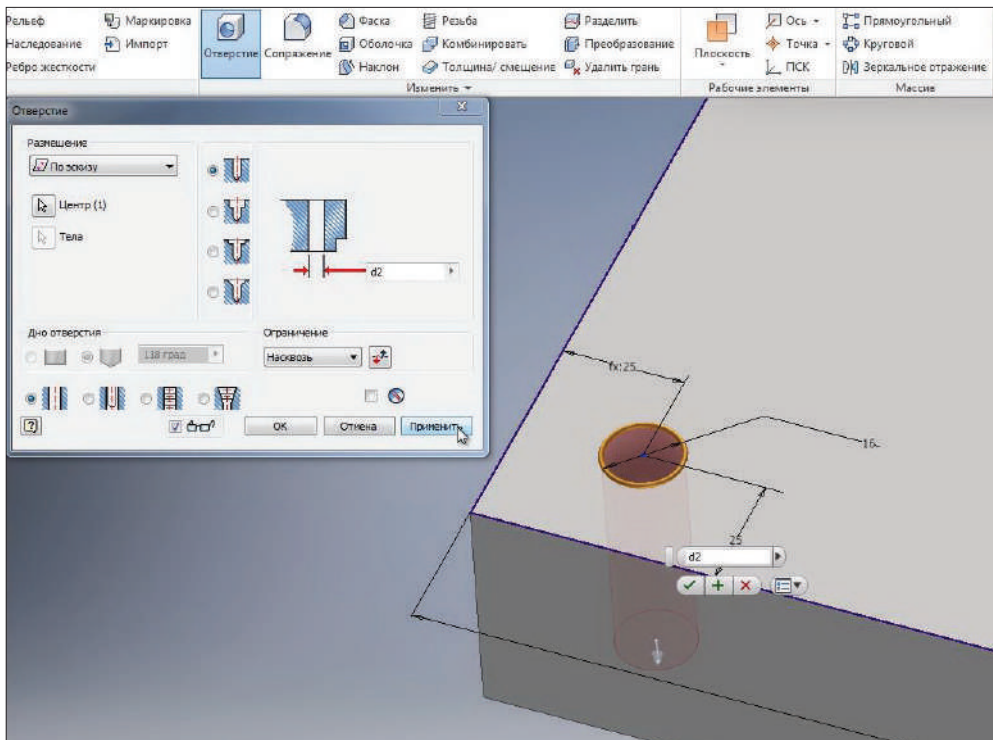 Рельеф
Маркировка
Наследование
Импорт
Ребро жесткости
Отверстие
Сопряжение
Фаска
Резьба
Разделить
Оболочка
Комбинировать
Преобразование
Наклон
Толщина/ смещение
Удалить грань
Изменить
Плоскость
Ось
Точка
ПСК
Рабочие элементы
Прямоугольный
Круговой
Зеркальное отражение
Массив
Отверстие
Размещение
По эскизу
Центр (1)
Тела
d2
Дно отверстия
118 град
Ограничение
Насквозь
ОК
Отмена
Применить
fx:25
16
25
d2